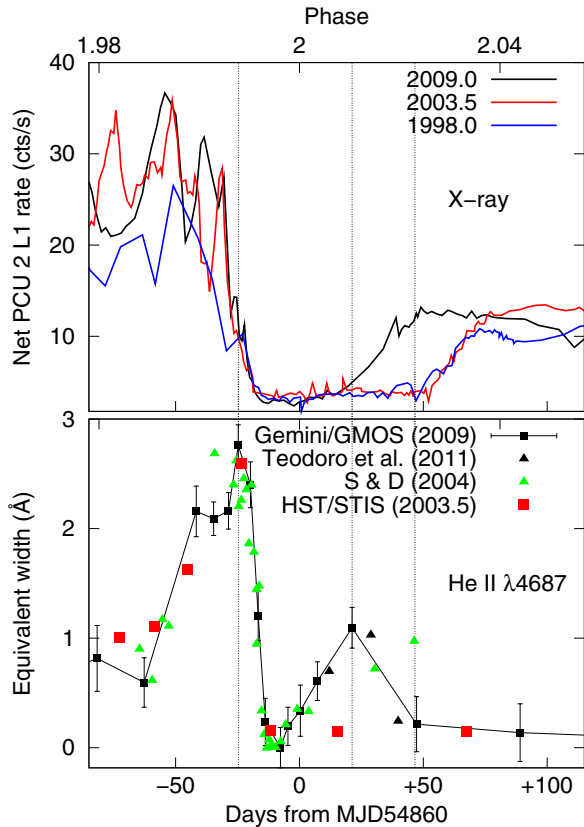 Phase
1.98 2 2.04
40
30
20
10
Net PCU 2 L1 rate (cts/s)
2009.0
2003.5
1998.0
X−ray
3
2
1
0
Equivalent width (Å)
Gemini/GMOS (2009)
Teodoro et al. (2011)
S & D (2004)
HST/STIS (2003.5)
He II λ4687
−50 0 +50 +100
Days from MJD54860